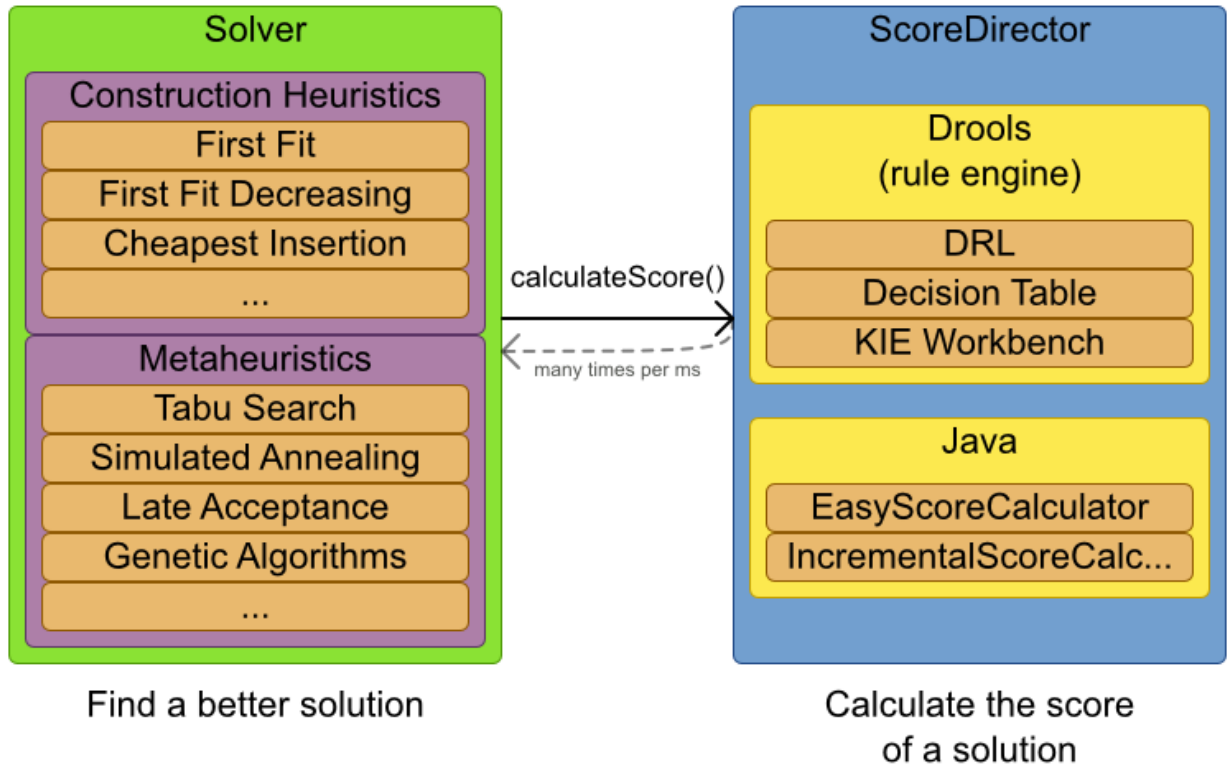 Solver
Construction Heuristics
First Fit
First Fit Decreasing
Cheapest Insertion
...
Metaheuristics
Tabu Search
Simulated Annealing
Late Acceptance
Genetic Algorithms
...
Find a better solution
calculateScore()
many times per ms
ScoreDirector
Drools
(rule engine)
DRL
Decision Table
KIE Workbench
Java
EasyScoreCalculator
IncrementalScoreCalc...
Calculate the score
of a solution